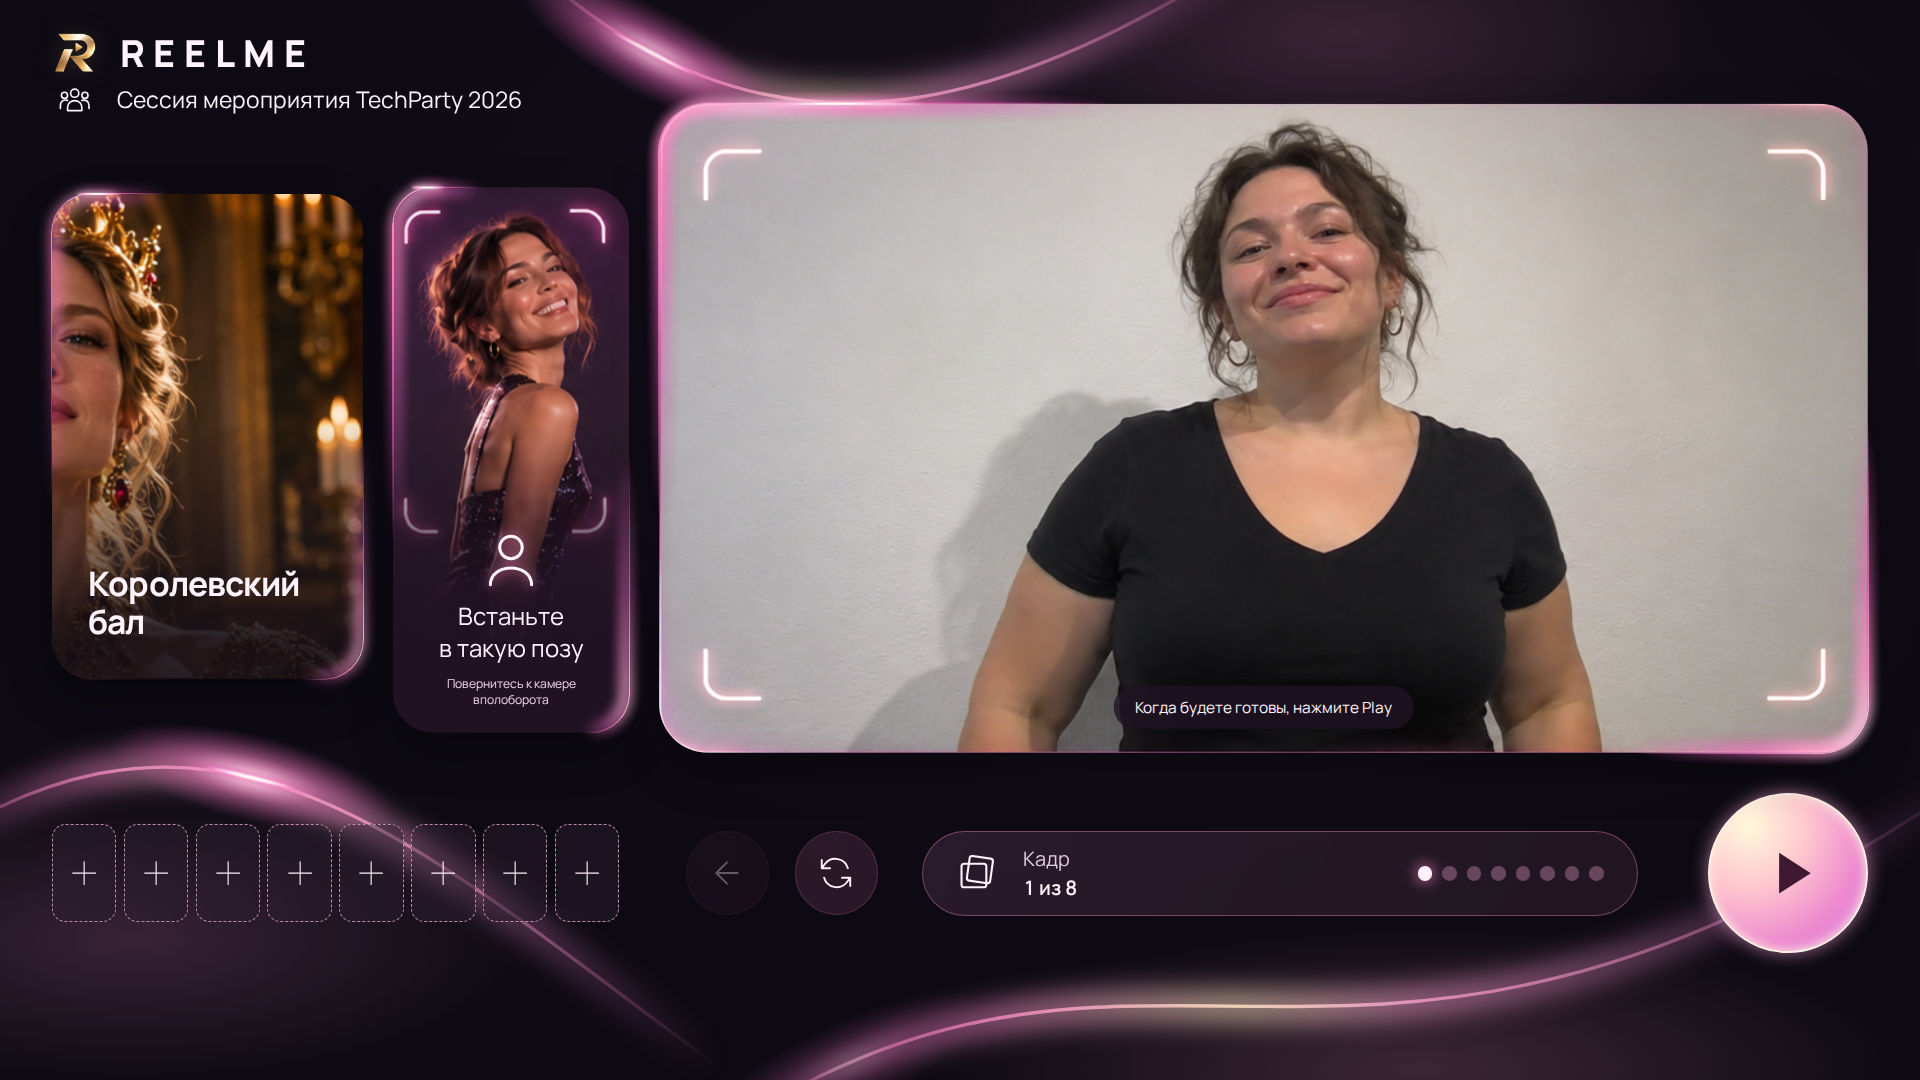 REELME
Сессия мероприятия TechParty 2026
Королевский
бал
Встаньте
в такую позу
Повернитесь к камере
вполоборота
Когда будете готовы, нажмите Play
Кадр
1 из 8